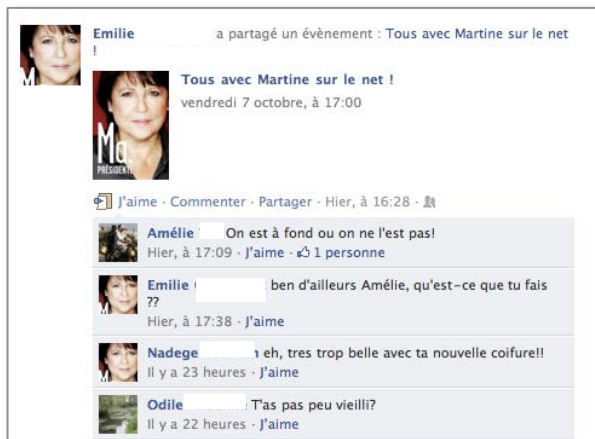 Emilie a partagé un évènement : Tous avec Martine sur le net
!
Tous avec Martine sur le net !
vendredi 7 octobre, à 17:00
Ma.
PRÉSIDENTE
J'aime · Commenter · Partager · Hier, à 16:28 ·
Amélie On est à fond ou on ne l'est pas!
Hier, à 17:09 · J'aime · 1 personne
Emilie ben d'ailleurs Amélie, qu'est-ce que tu fais
??
Hier, à 17:38 · J'aime
Nadege eh, tres trop belle avec ta nouvelle coifure!!
Il y a 23 heures · J'aime
Odile T'as pas peu vieilli?
Il y a 22 heures · J'aime